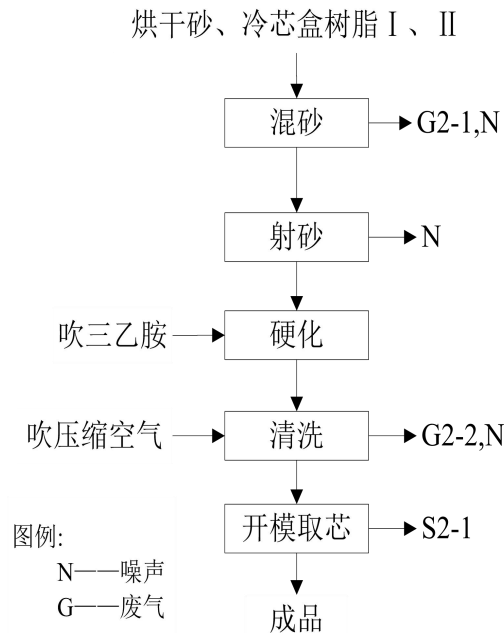 烘干砂、冷芯盒树脂Ⅰ、Ⅱ
混砂
G2-1,N
射砂
N
吹三乙胺
硬化
吹压缩空气
清洗
G2-2,N
开模取芯
S2-1
图例:
N——噪声
G——废气
成品